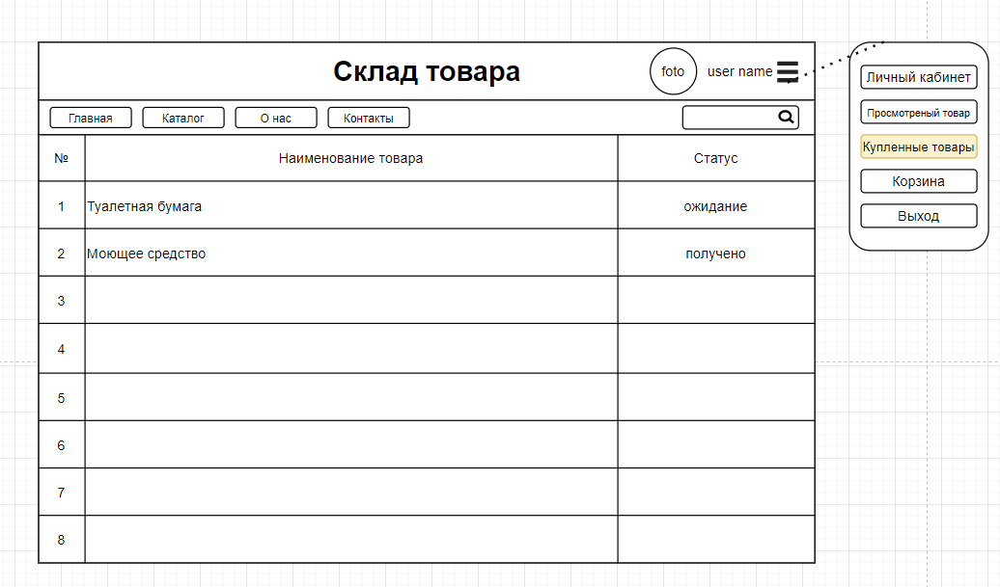 Склад товара
foto
user name
Главная
Каталог
О нас
Контакты
№
Наименование товара
Статус
1
Туалетная бумага
ожидание
2
Моющее средство
получено
3
4
5
6
7
8
Личный кабинет
Просмотреный товар
Купленные товары
Корзина
Выход